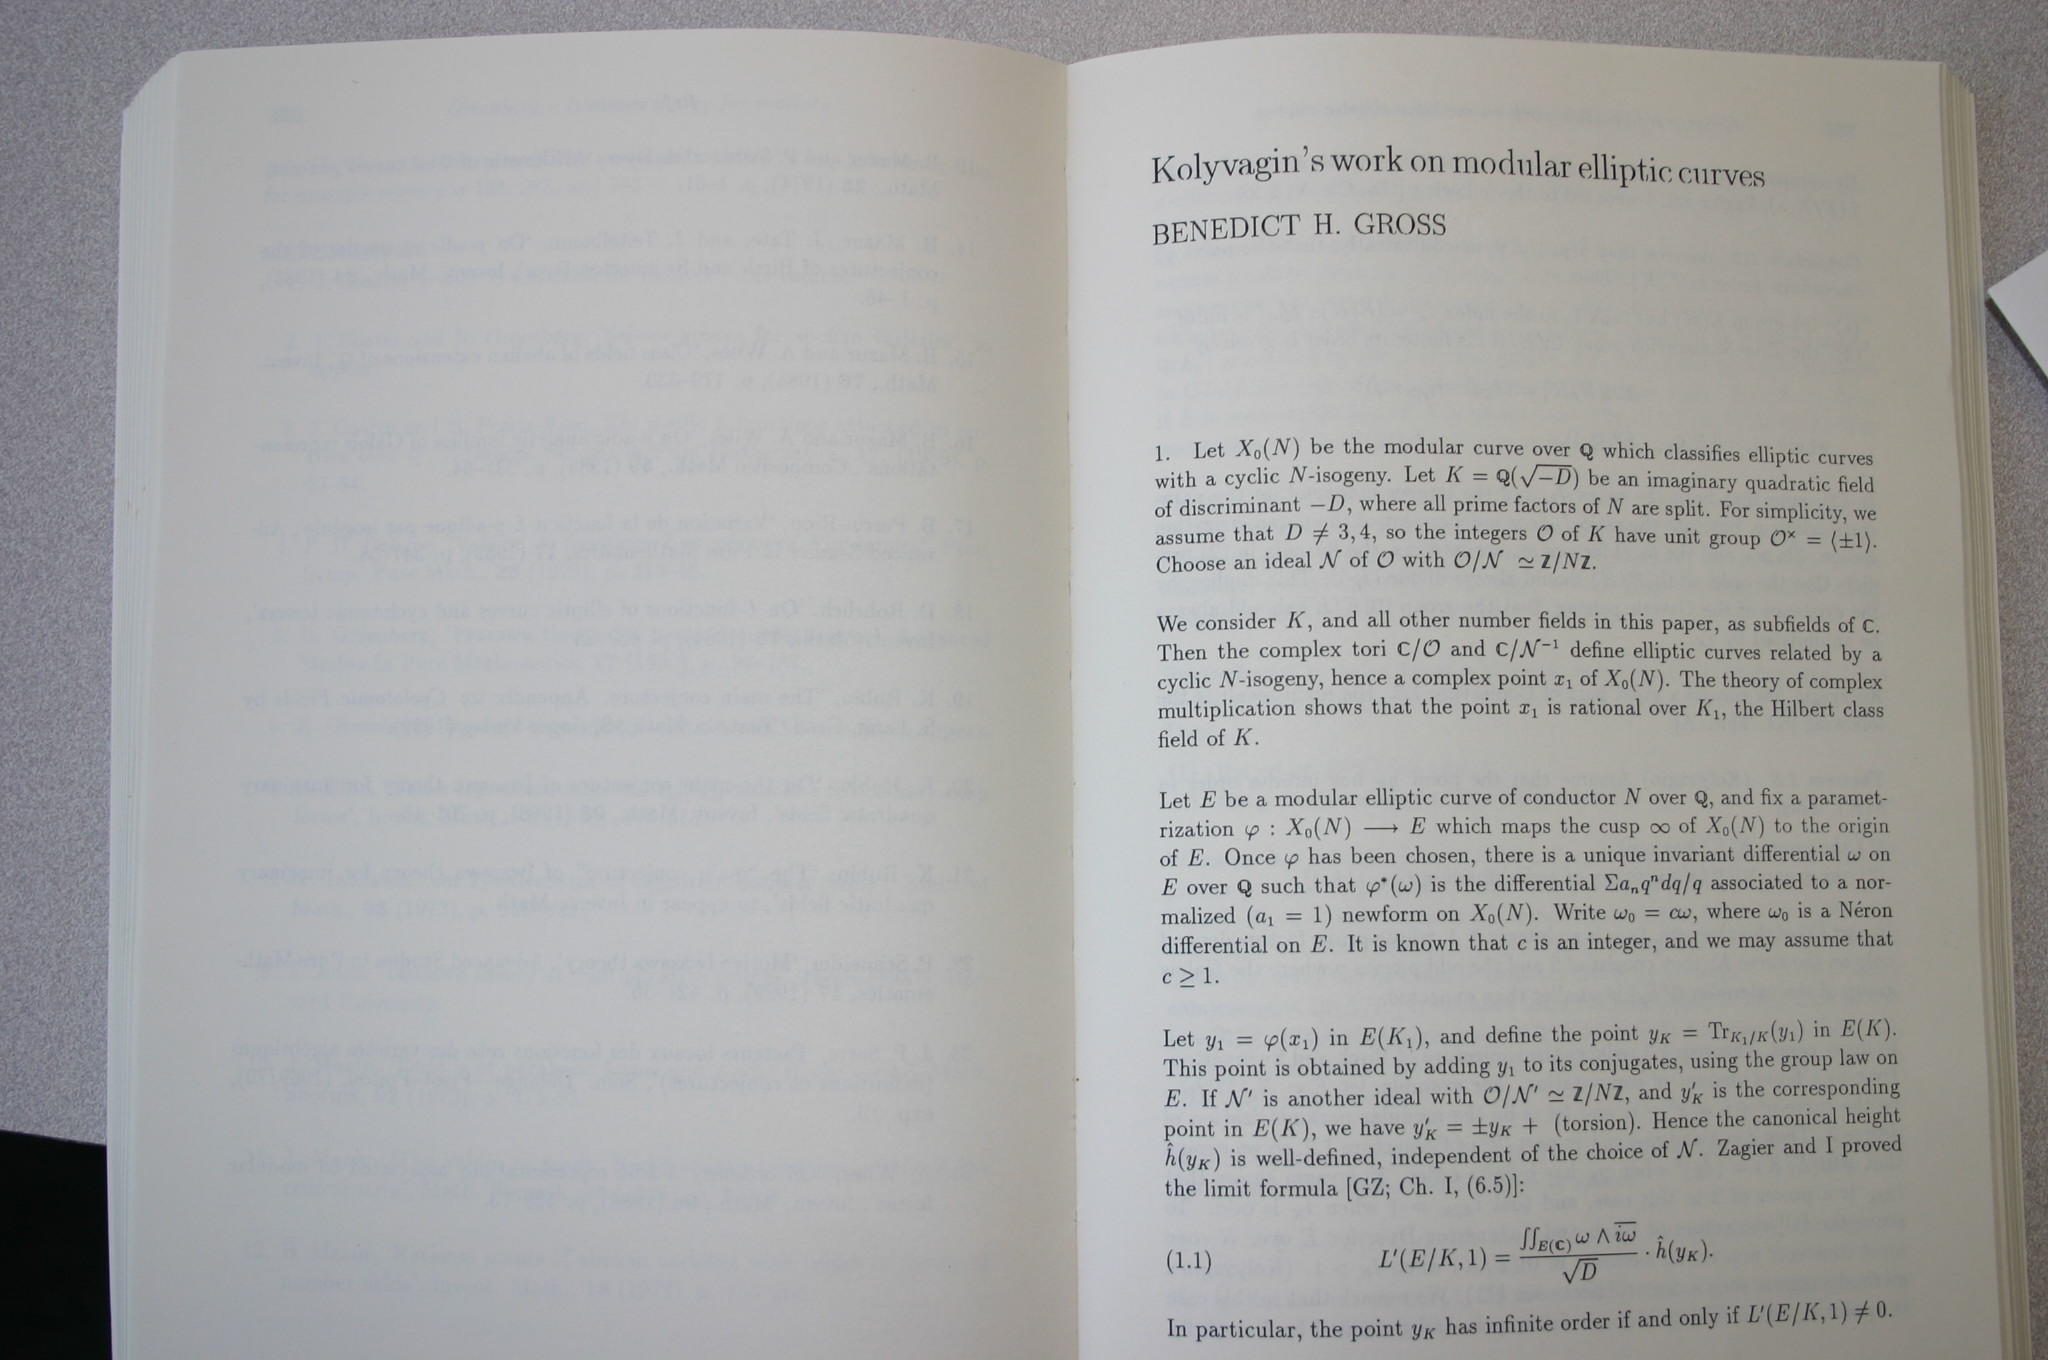 Kolyvagin's work on modular elliptic curves
BENEDICT H. GROSS
1. Let X₀(N) be the modular curve over ℚ which classifies elliptic curves
with a cyclic N-isogeny. Let K = ℚ(√−D) be an imaginary quadratic field
of discriminant −D, where all prime factors of N are split. For simplicity, we
assume that D ≠ 3, 4, so the integers 𝒪 of K have unit group 𝒪ˣ = ⟨±1⟩.
Choose an ideal 𝒩 of 𝒪 with 𝒪/𝒩 ≃ ℤ/Nℤ.
We consider K, and all other number fields in this paper, as subfields of ℂ.
Then the complex tori ℂ/𝒪 and ℂ/𝒩⁻¹ define elliptic curves related by a
cyclic N-isogeny, hence a complex point x₁ of X₀(N). The theory of complex
multiplication shows that the point x₁ is rational over K₁, the Hilbert class
field of K.
Let E be a modular elliptic curve of conductor N over ℚ, and fix a paramet-
rization φ : X₀(N) ⟶ E which maps the cusp ∞ of X₀(N) to the origin
of E. Once φ has been chosen, there is a unique invariant differential ω on
E over ℚ such that φ*(ω) is the differential Σaₙqⁿdq/q associated to a nor-
malized (a₁ = 1) newform on X₀(N). Write ω₀ = cω, where ω₀ is a Néron
differential on E. It is known that c is an integer, and we may assume that
c ≥ 1.
Let y₁ = φ(x₁) in E(K₁), and define the point y_K = Tr_{K₁/K}(y₁) in E(K).
This point is obtained by adding y₁ to its conjugates, using the group law on
E. If 𝒩′ is another ideal with 𝒪/𝒩′ ≃ ℤ/Nℤ, and y′_K is the corresponding
point in E(K), we have y′_K = ±y_K + (torsion). Hence the canonical height
ĥ(y_K) is well-defined, independent of the choice of 𝒩. Zagier and I proved
the limit formula [GZ; Ch. I, (6.5)]:
(1.1) L′(E/K, 1) = ∬_{E(ℂ)} ω ∧ \overline{iω} / √D · ĥ(y_K).
In particular, the point y_K has infinite order if and only if L′(E/K, 1) ≠ 0.